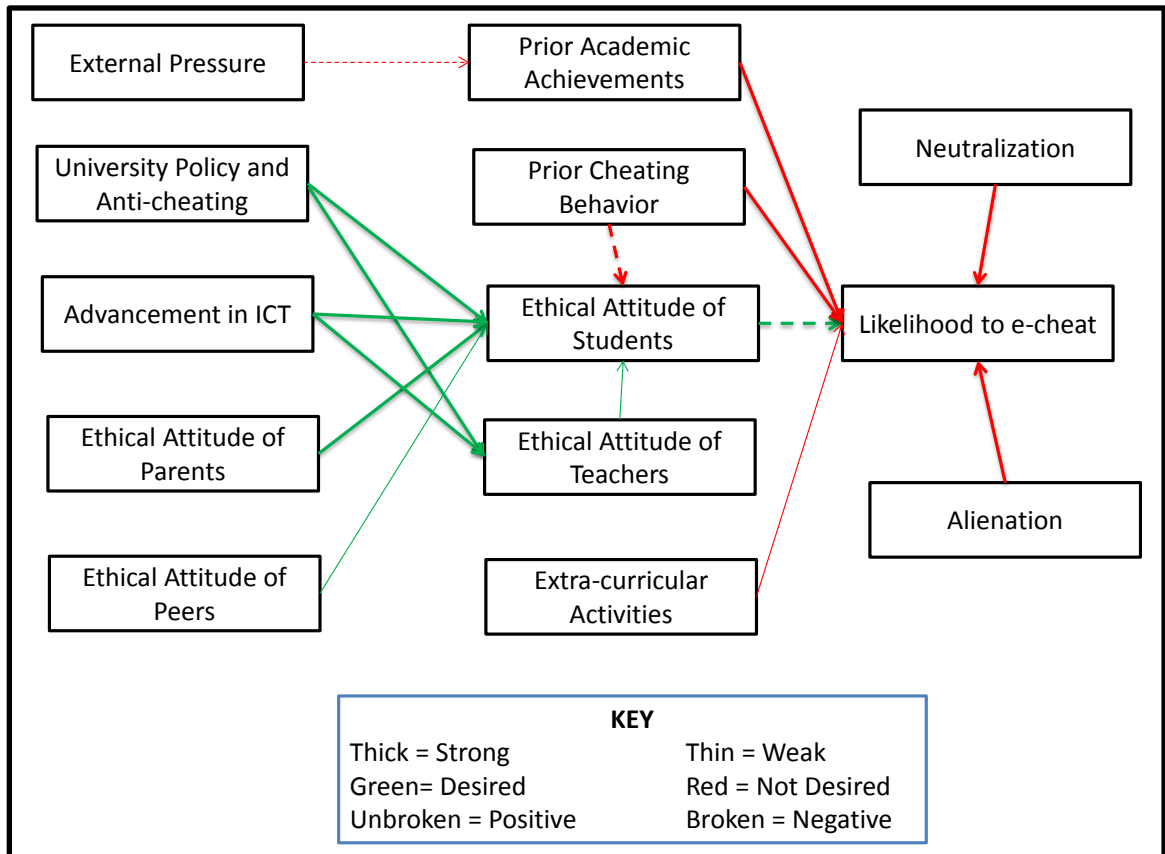 External Pressure
Prior Academic
Achievements
Neutralization
University Policy and
Anti-cheating
Prior Cheating
Behavior
Advancement in ICT
Ethical Attitude of
Students
Likelihood to e-cheat
Ethical Attitude of
Parents
Ethical Attitude of
Teachers
Alienation
Ethical Attitude of
Peers
Extra-curricular
Activities
KEY
Thick = Strong
Thin = Weak
Green= Desired
Red = Not Desired
Unbroken = Positive
Broken = Negative